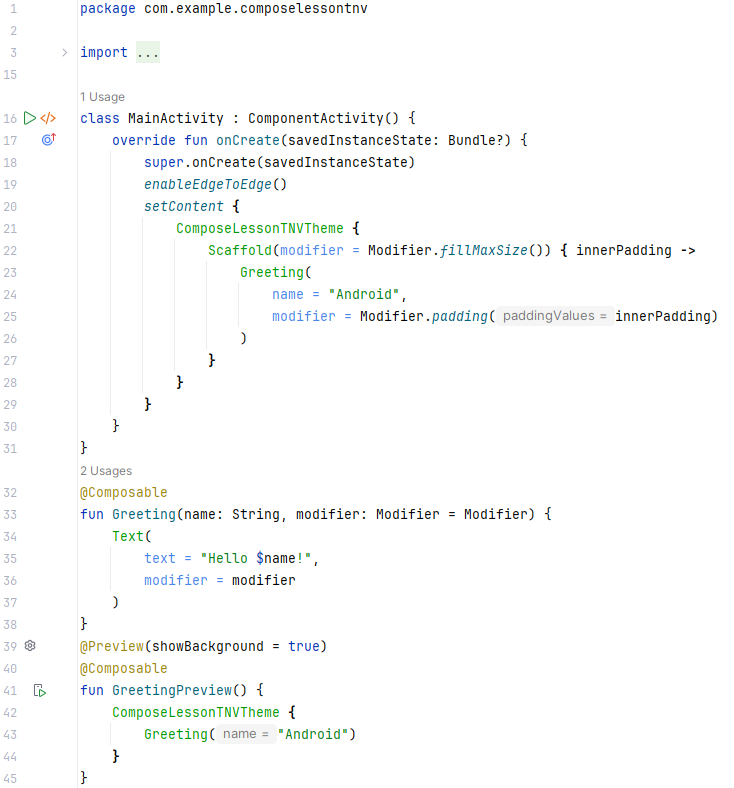 1 package com.example.composelessontnv
2
3 import ...
15
1 Usage
16 class MainActivity : ComponentActivity() {
17     override fun onCreate(savedInstanceState: Bundle?) {
18         super.onCreate(savedInstanceState)
19         enableEdgeToEdge()
20         setContent {
21             ComposeLessonTNVTheme {
22                 Scaffold(modifier = Modifier.fillMaxSize()) { innerPadding ->
23                     Greeting(
24                         name = "Android",
25                         modifier = Modifier.padding( paddingValues = innerPadding)
26                     )
27                 }
28             }
29         }
30     }
31 }
2 Usages
32 @Composable
33 fun Greeting(name: String, modifier: Modifier = Modifier) {
34     Text(
35         text = "Hello $name!",
36         modifier = modifier
37     )
38 }
39 @Preview(showBackground = true)
40 @Composable
41 fun GreetingPreview() {
42     ComposeLessonTNVTheme {
43         Greeting( name = "Android")
44     }
45 }